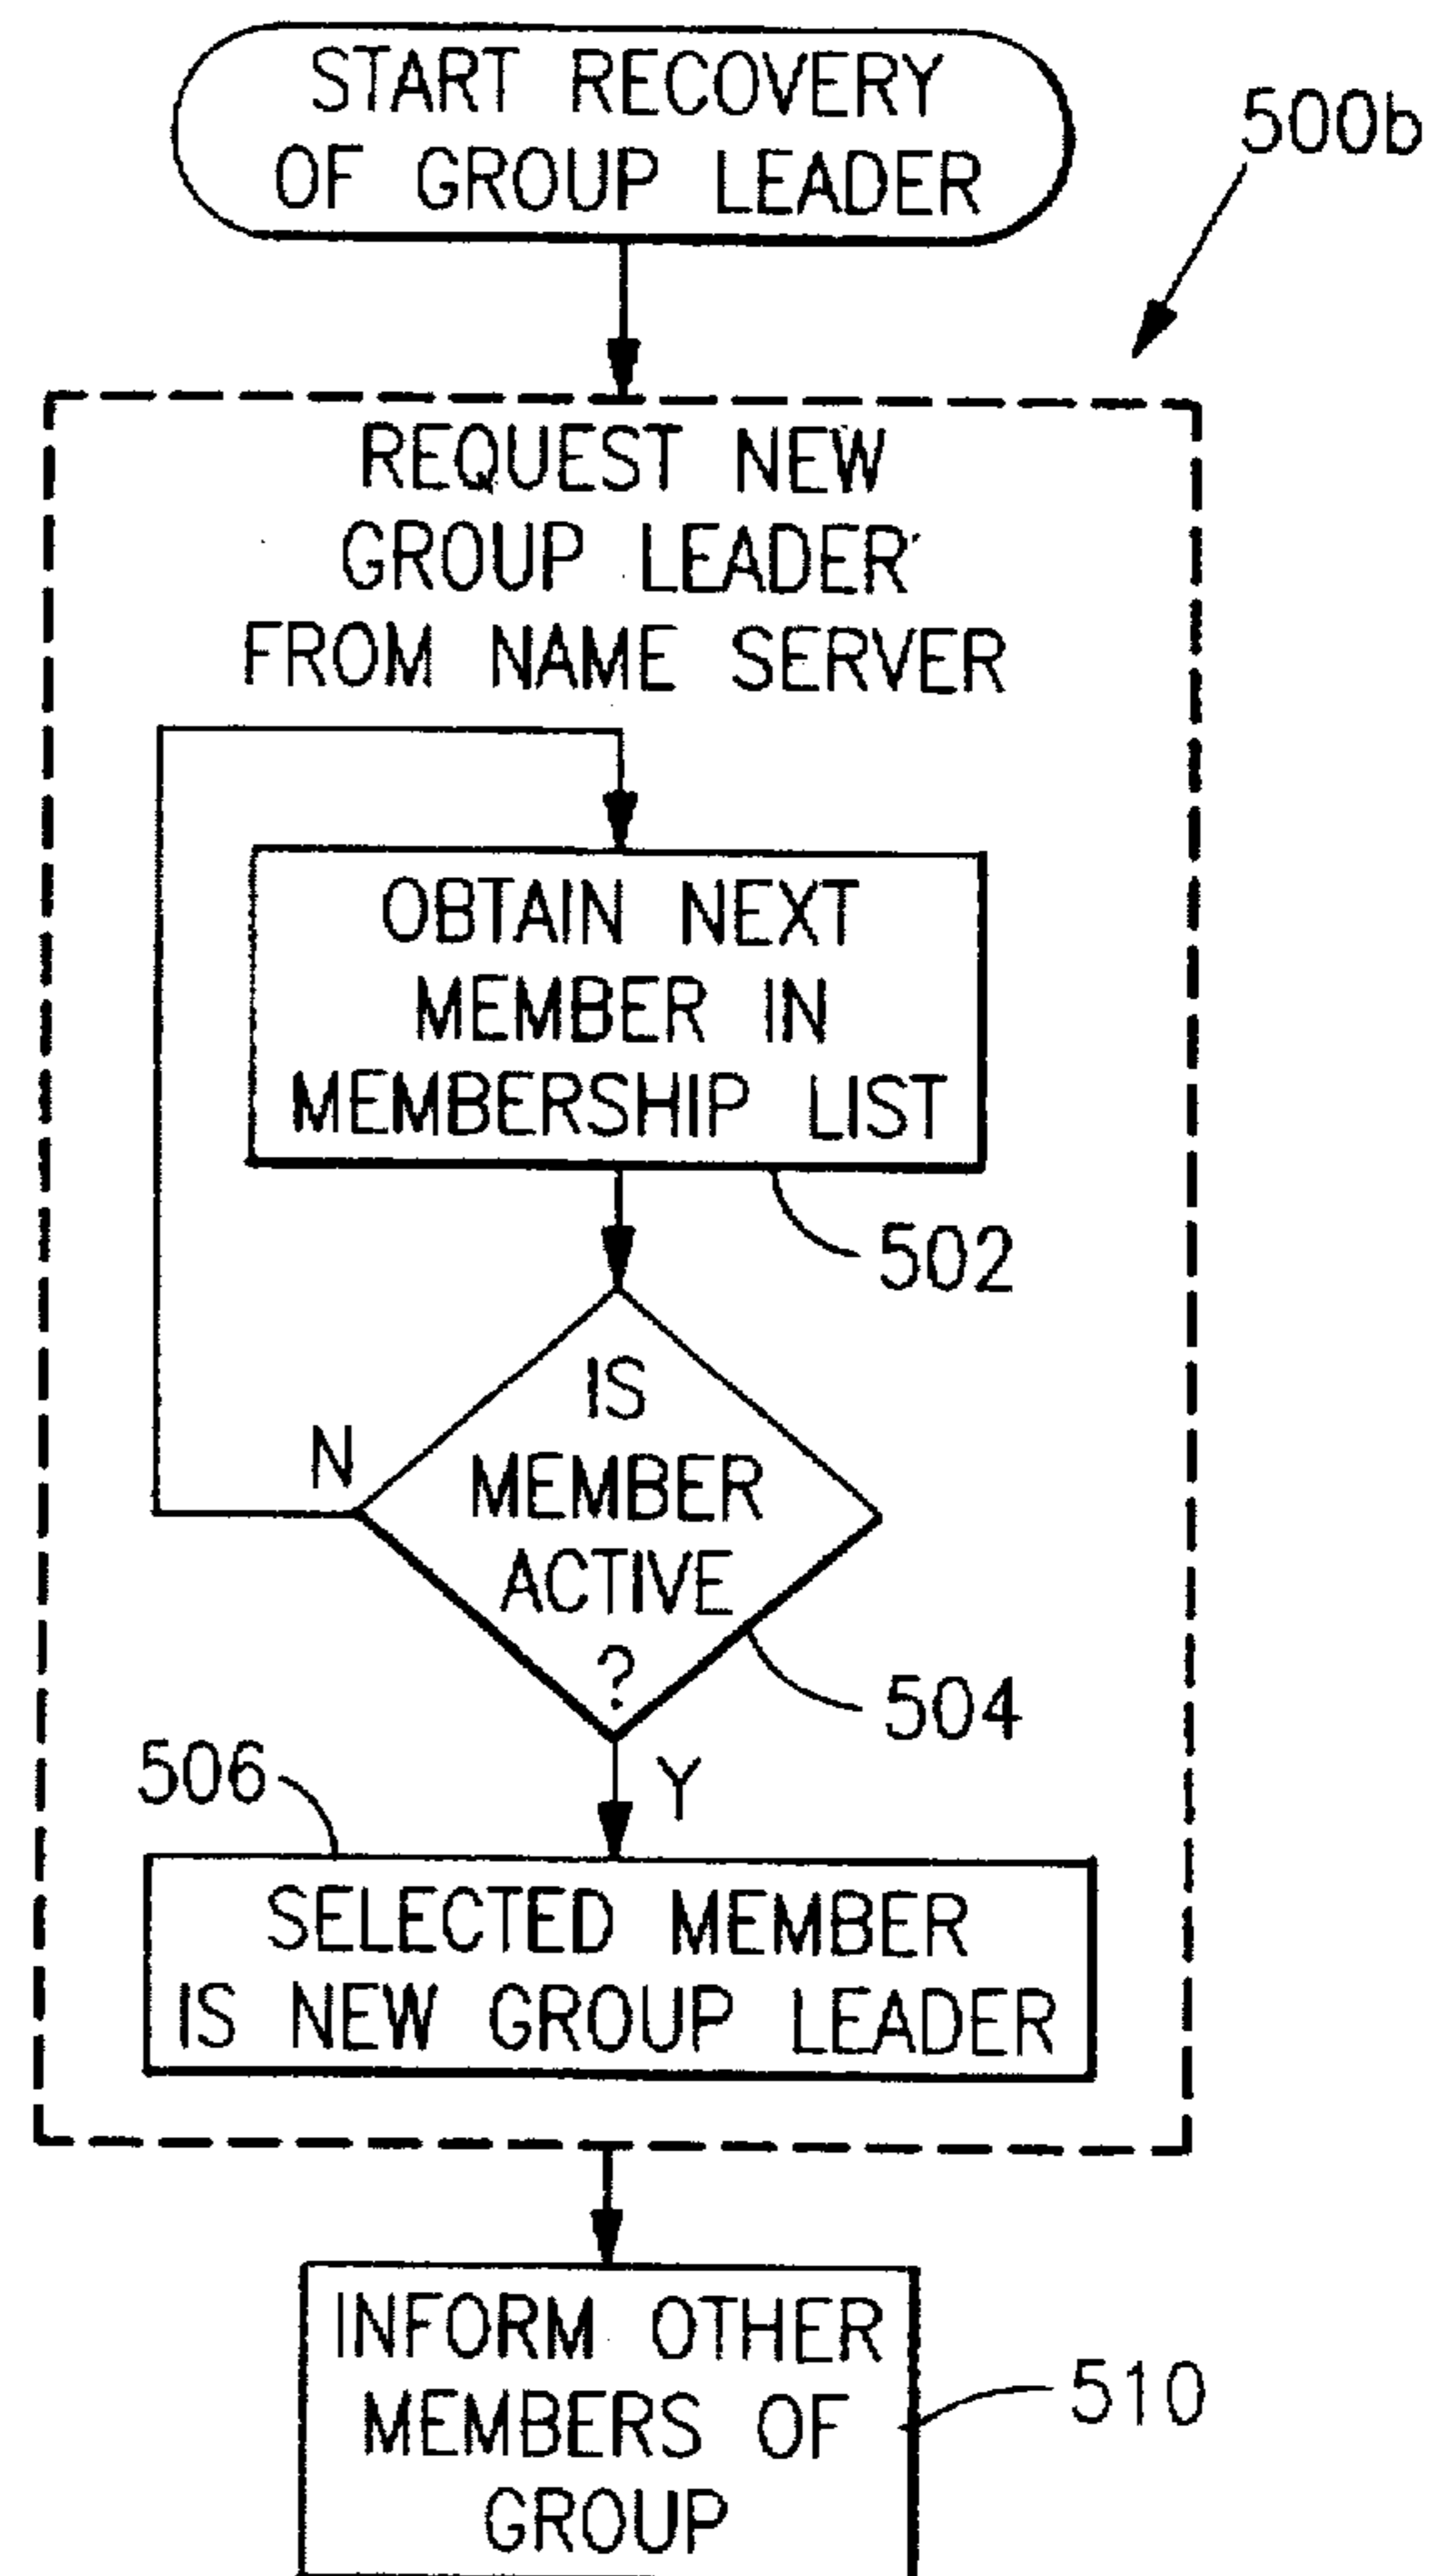 START RECOVERY
OF GROUP LEADER
500b
REQUEST NEW
GROUP LEADER
FROM NAME SERVER
OBTAIN NEXT
MEMBER IN
MEMBERSHIP LIST
502
IS
MEMBER
ACTIVE
?
N
504
Y
506
SELECTED MEMBER
IS NEW GROUP LEADER
INFORM OTHER
MEMBERS OF
GROUP
510